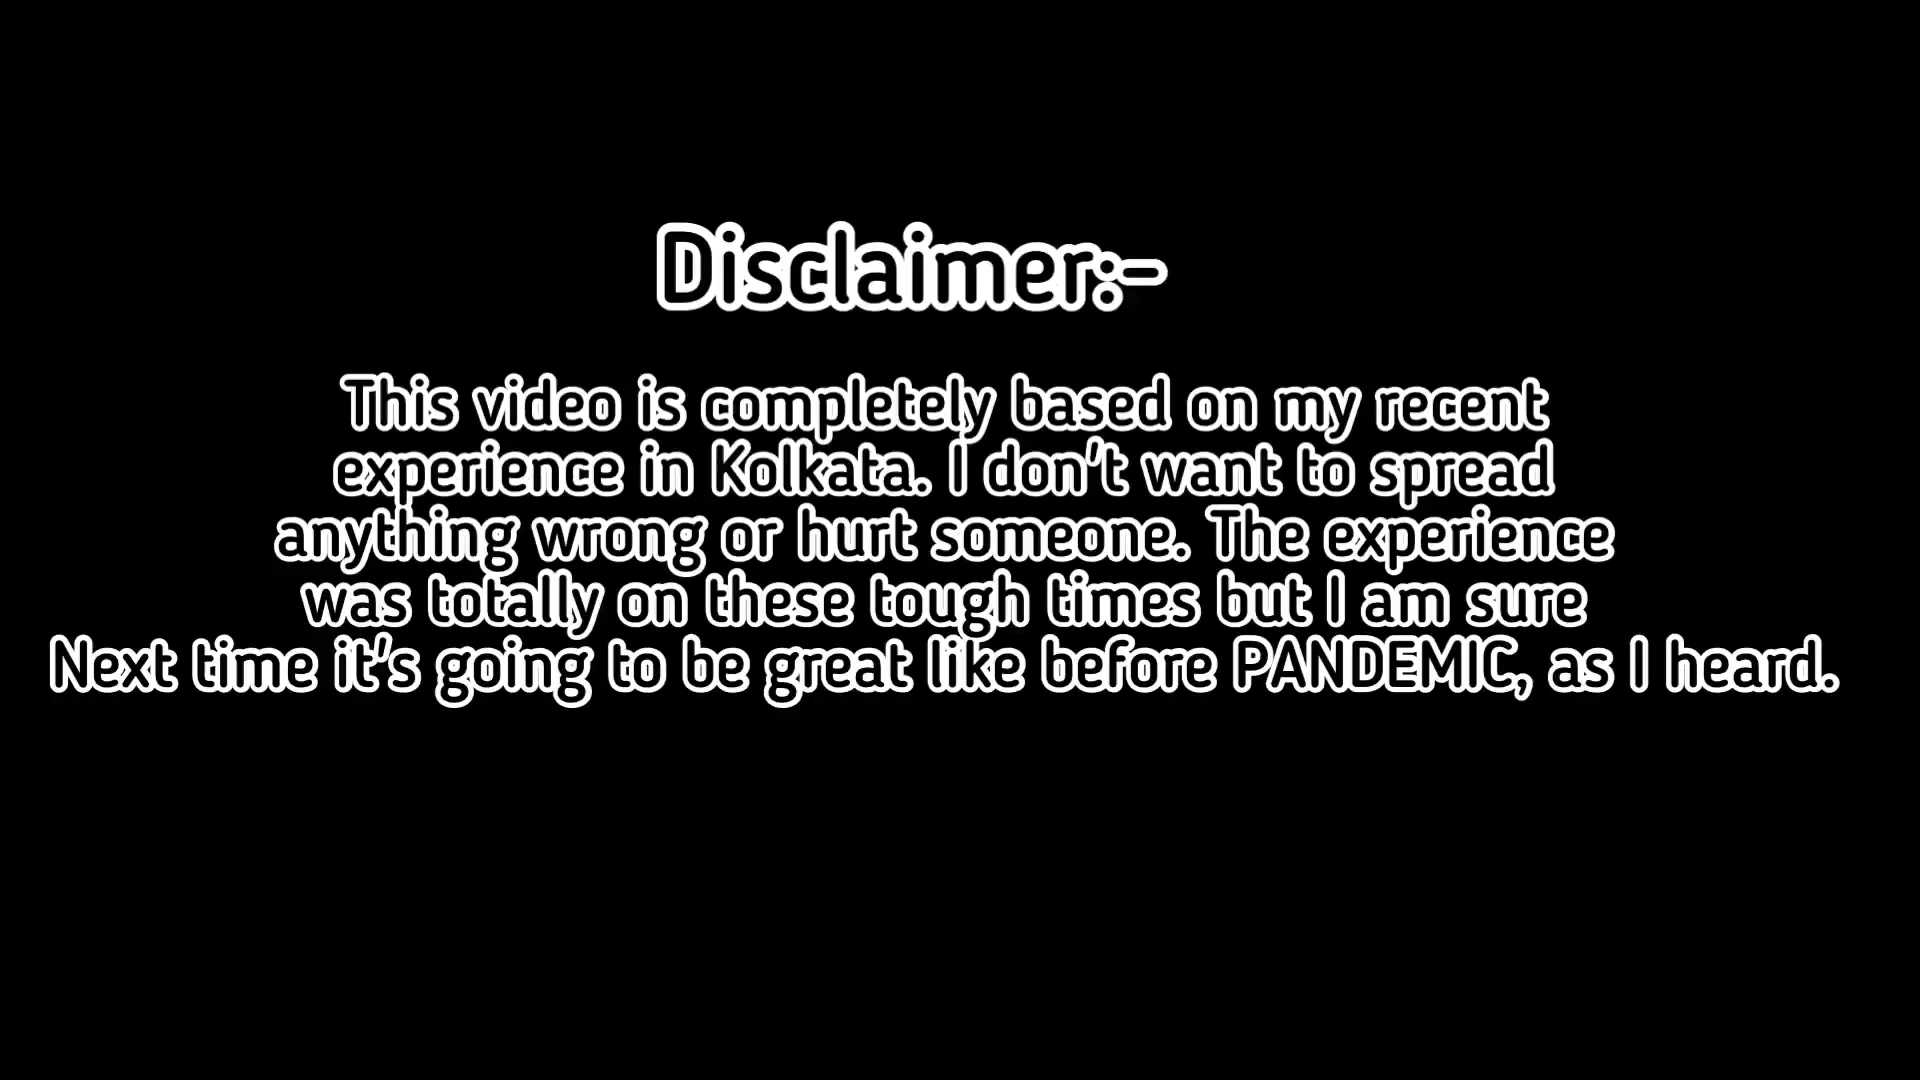 Disclaimer:-
This video is completely based on my recent
experience in Kolkata. I don't want to spread
anything wrong or hurt someone. The experience
was totally on these tough times but I am sure
Next time it's going to be great like before PANDEMIC, as I heard.